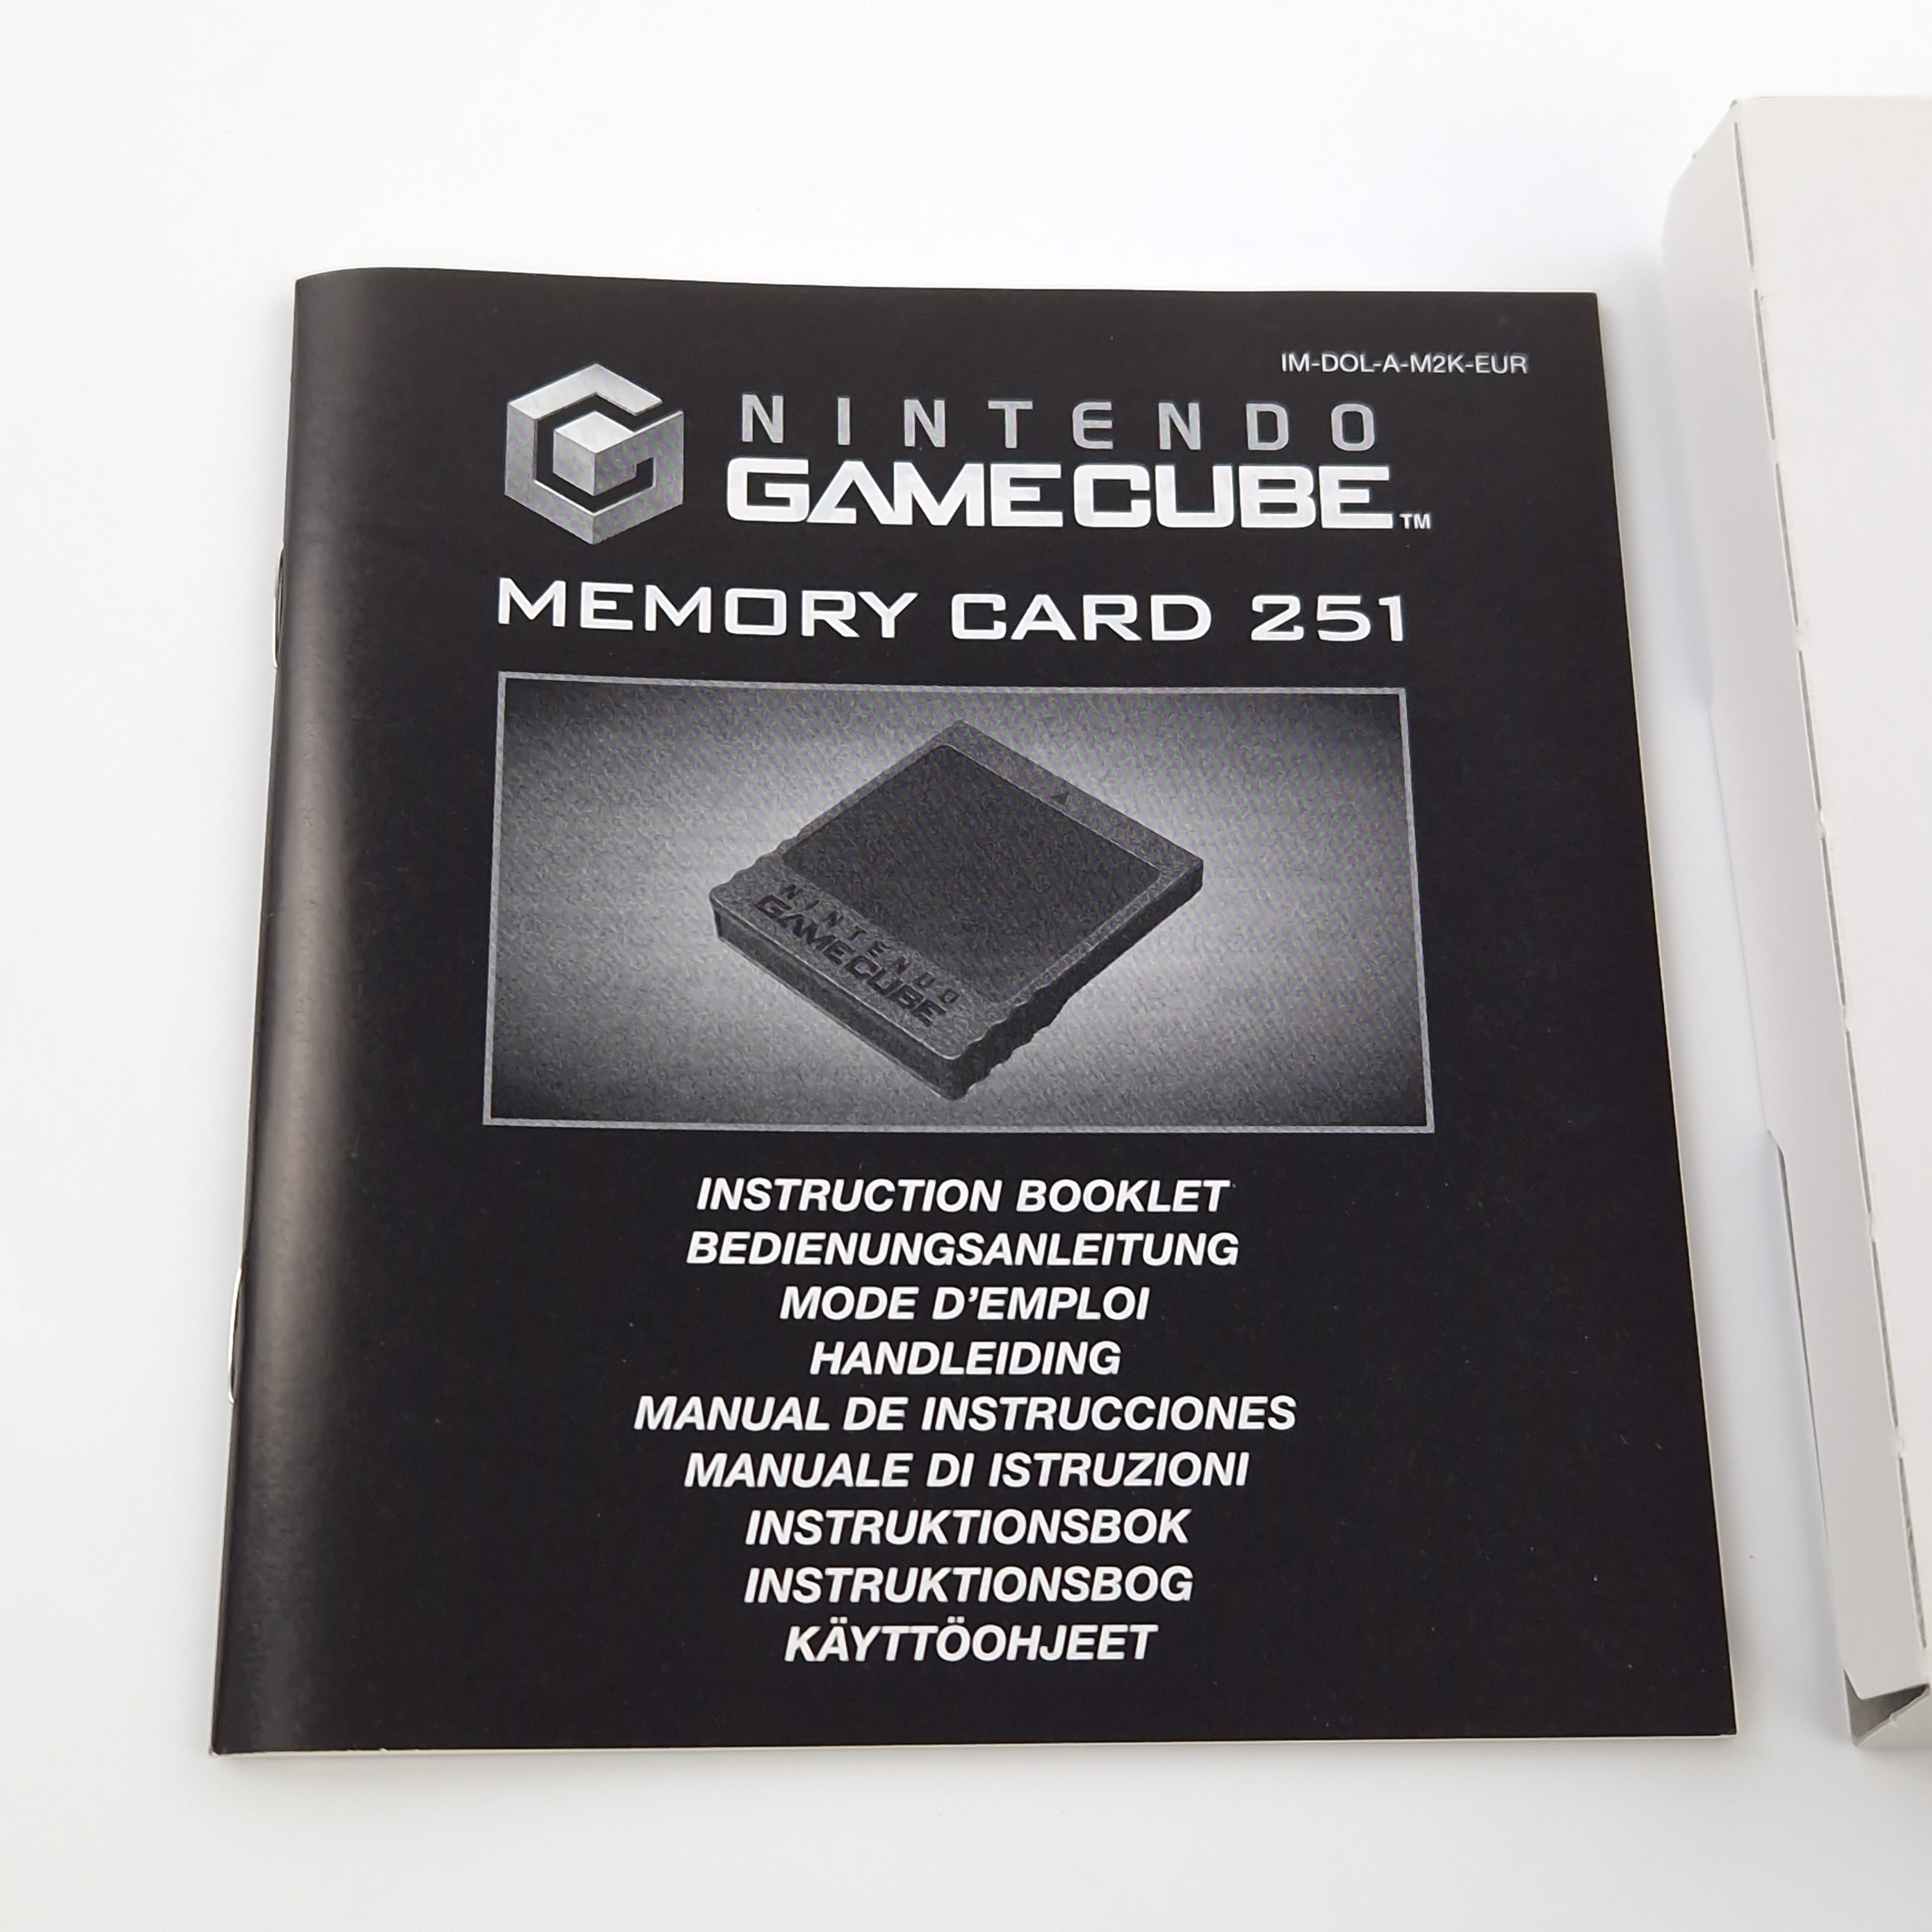 IM-DOL-A-M2K-EUR
NINTENDO
GAMECUBE™
MEMORY CARD 251
NINTENDO
GAMECUBE
INSTRUCTION BOOKLET
BEDIENUNGSANLEITUNG
MODE D'EMPLOI
HANDLEIDING
MANUAL DE INSTRUCCIONES
MANUALE DI ISTRUZIONI
INSTRUKTIONSBOK
INSTRUKTIONSBOG
KÄYTTÖOHJEET